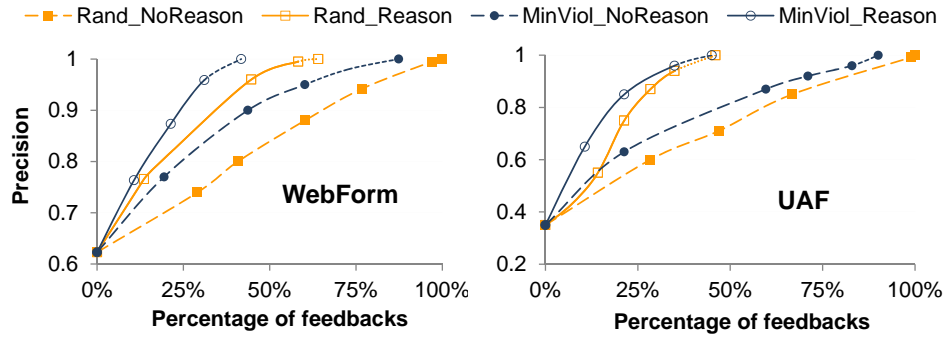 Rand_NoReason Rand_Reason MinViol_NoReason MinViol_Reason
Precision
1
0.9
0.8
0.7
0.6
WebForm
0% 25% 50% 75% 100%
Percentage of feedbacks
1
0.8
0.6
0.4
0.2
UAF
0% 25% 50% 75% 100%
Percentage of feedbacks